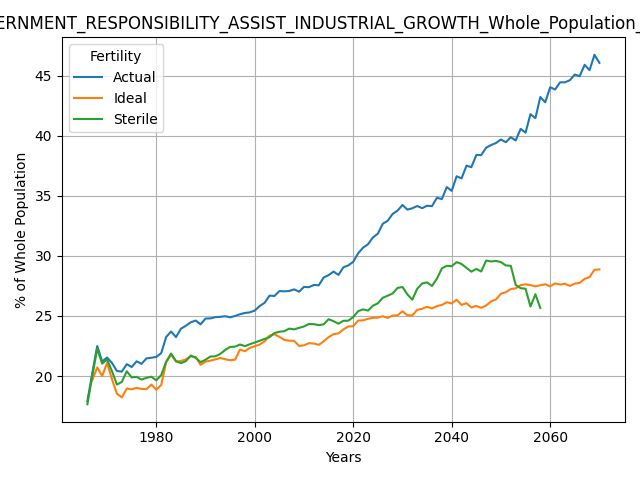 ERNMENT_RESPONSIBILITY_ASSIST_INDUSTRIAL_GROWTH_Whole_Population_
Fertility
Actual
Ideal
Sterile
% of Whole Population
45
40
35
30
25
20
1980
2000
2020
2040
2060
Years